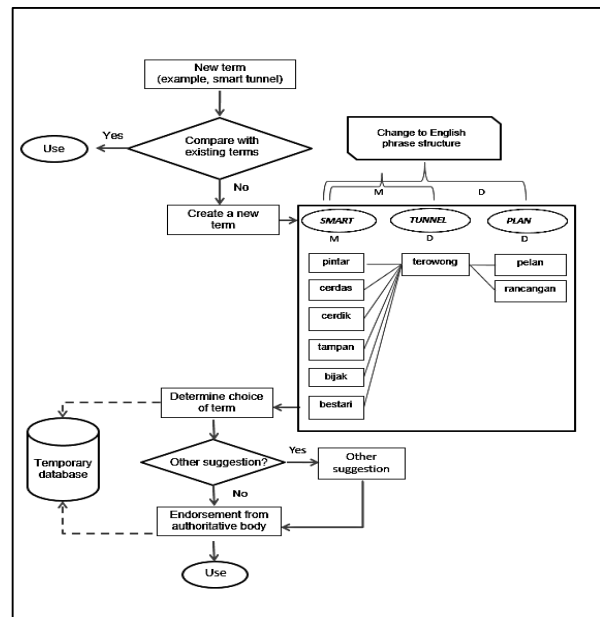 New term
(example, smart tunnel)
Compare with
existing terms
Yes
Use
No
Create a new
term
Change to English
phrase structure
M
D
SMART
TUNNEL
PLAN
M
D
D
pintar
terowong
pelan
cerdas
rancangan
cerdik
tampan
bijak
bestari
Determine choice
of term
Temporary
database
Other suggestion?
Yes
Other
suggestion
No
Endorsement from
authoritative body
Use